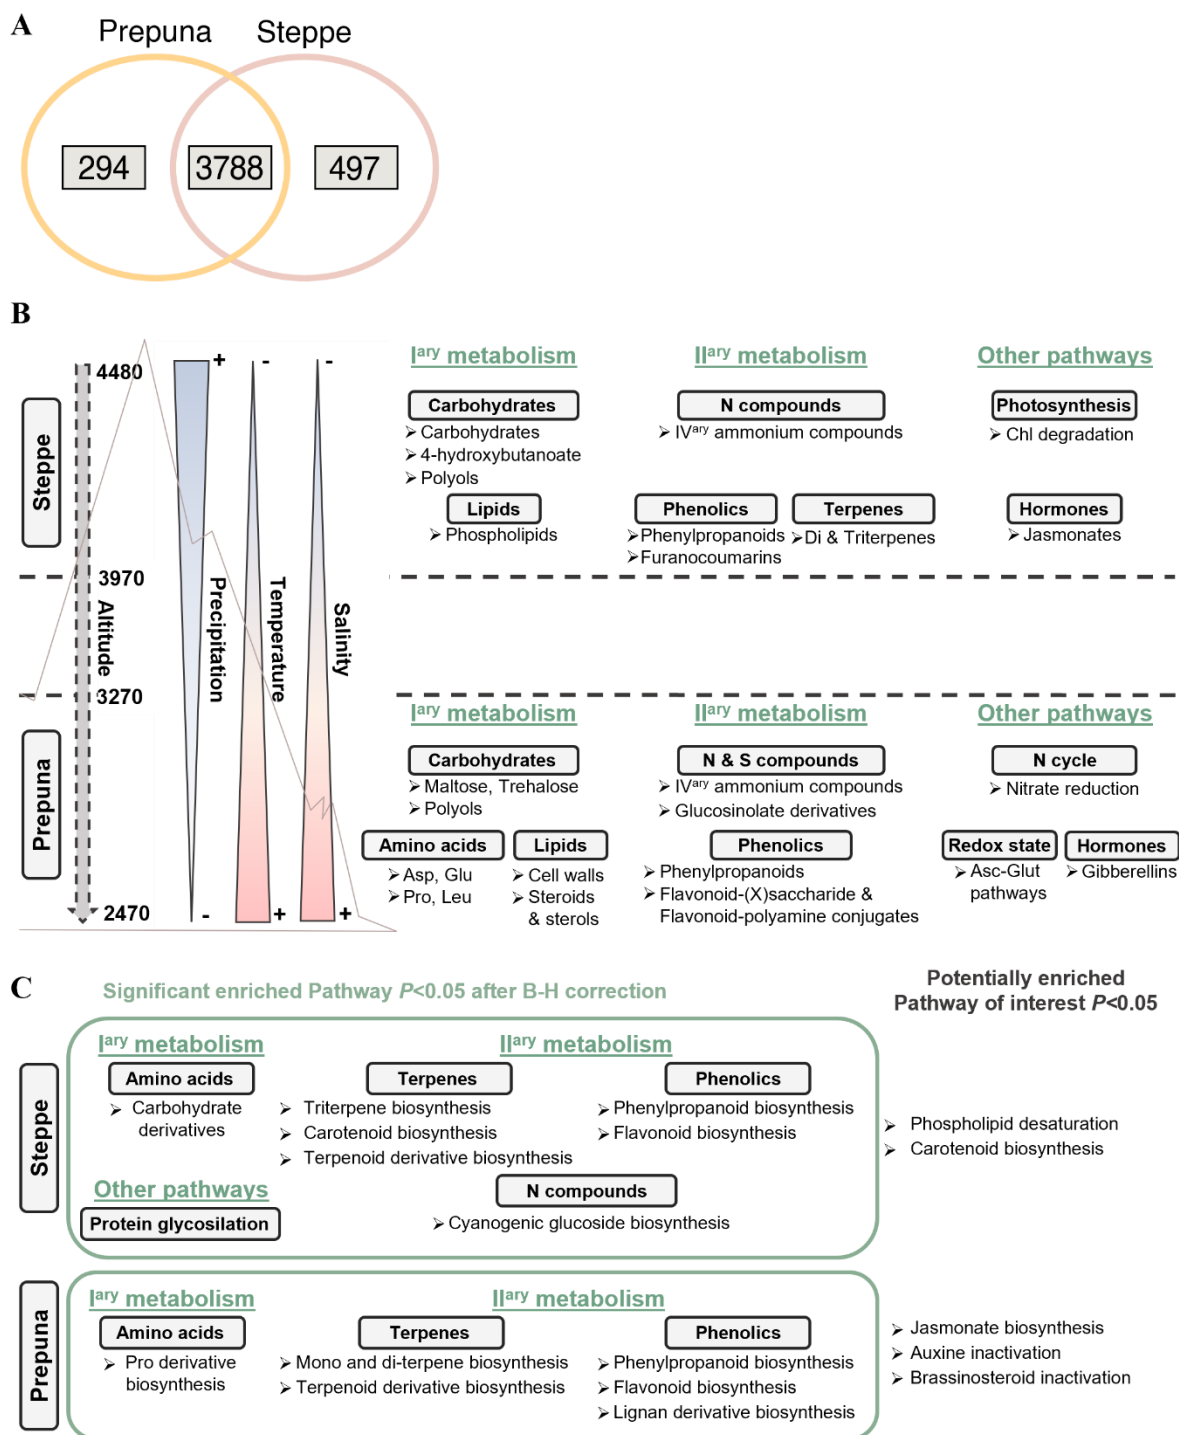 A
Prepuna Steppe
294 3788 497
B
Steppe
Prepuna
4480
3970
3270
2470
Altitude
+
Precipitation
-
-
Temperature
+
-
Salinity
+
Iary metabolism IIary metabolism Other pathways
Carbohydrates
➢ Carbohydrates
➢ 4-hydroxybutanoate
➢ Polyols
Lipids
➢ Phospholipids
N compounds
➢ IVary ammonium compounds
Phenolics
➢ Phenylpropanoids
➢ Furanocoumarins
Terpenes
➢ Di & Triterpenes
Photosynthesis
➢ Chl degradation
Hormones
➢ Jasmonates
Iary metabolism IIary metabolism Other pathways
Carbohydrates
➢ Maltose, Trehalose
➢ Polyols
Amino acids
➢ Asp, Glu
➢ Pro, Leu
Lipids
➢ Cell walls
➢ Steroids
& sterols
N & S compounds
➢ IVary ammonium compounds
➢ Glucosinolate derivatives
Phenolics
➢ Phenylpropanoids
➢ Flavonoid-(X)saccharide &
Flavonoid-polyamine conjugates
N cycle
➢ Nitrate reduction
Redox state
➢ Asc-Glut
pathways
Hormones
➢ Gibberellins
C
Significant enriched Pathway P<0.05 after B-H correction
Potentially enriched
Pathway of interest P<0.05
Steppe
Iary metabolism IIary metabolism
Amino acids
➢ Carbohydrate
derivatives
Terpenes
➢ Triterpene biosynthesis
➢ Carotenoid biosynthesis
➢ Terpenoid derivative biosynthesis
Phenolics
➢ Phenylpropanoid biosynthesis
➢ Flavonoid biosynthesis
Other pathways
Protein glycosilation
N compounds
➢ Cyanogenic glucoside biosynthesis
➢ Phospholipid desaturation
➢ Carotenoid biosynthesis
Prepuna
Iary metabolism IIary metabolism
Amino acids
➢ Pro derivative
biosynthesis
Terpenes
➢ Mono and di-terpene biosynthesis
➢ Terpenoid derivative biosynthesis
Phenolics
➢ Phenylpropanoid biosynthesis
➢ Flavonoid biosynthesis
➢ Lignan derivative biosynthesis
➢ Jasmonate biosynthesis
➢ Auxine inactivation
➢ Brassinosteroid inactivation